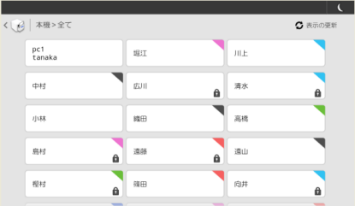 本機>全て
表示の更新
pc1
tanaka
堀江
川上
中村
広川
清水
小林
織田
高橋
島村
遠藤
遠山
樫村
篠田
向井